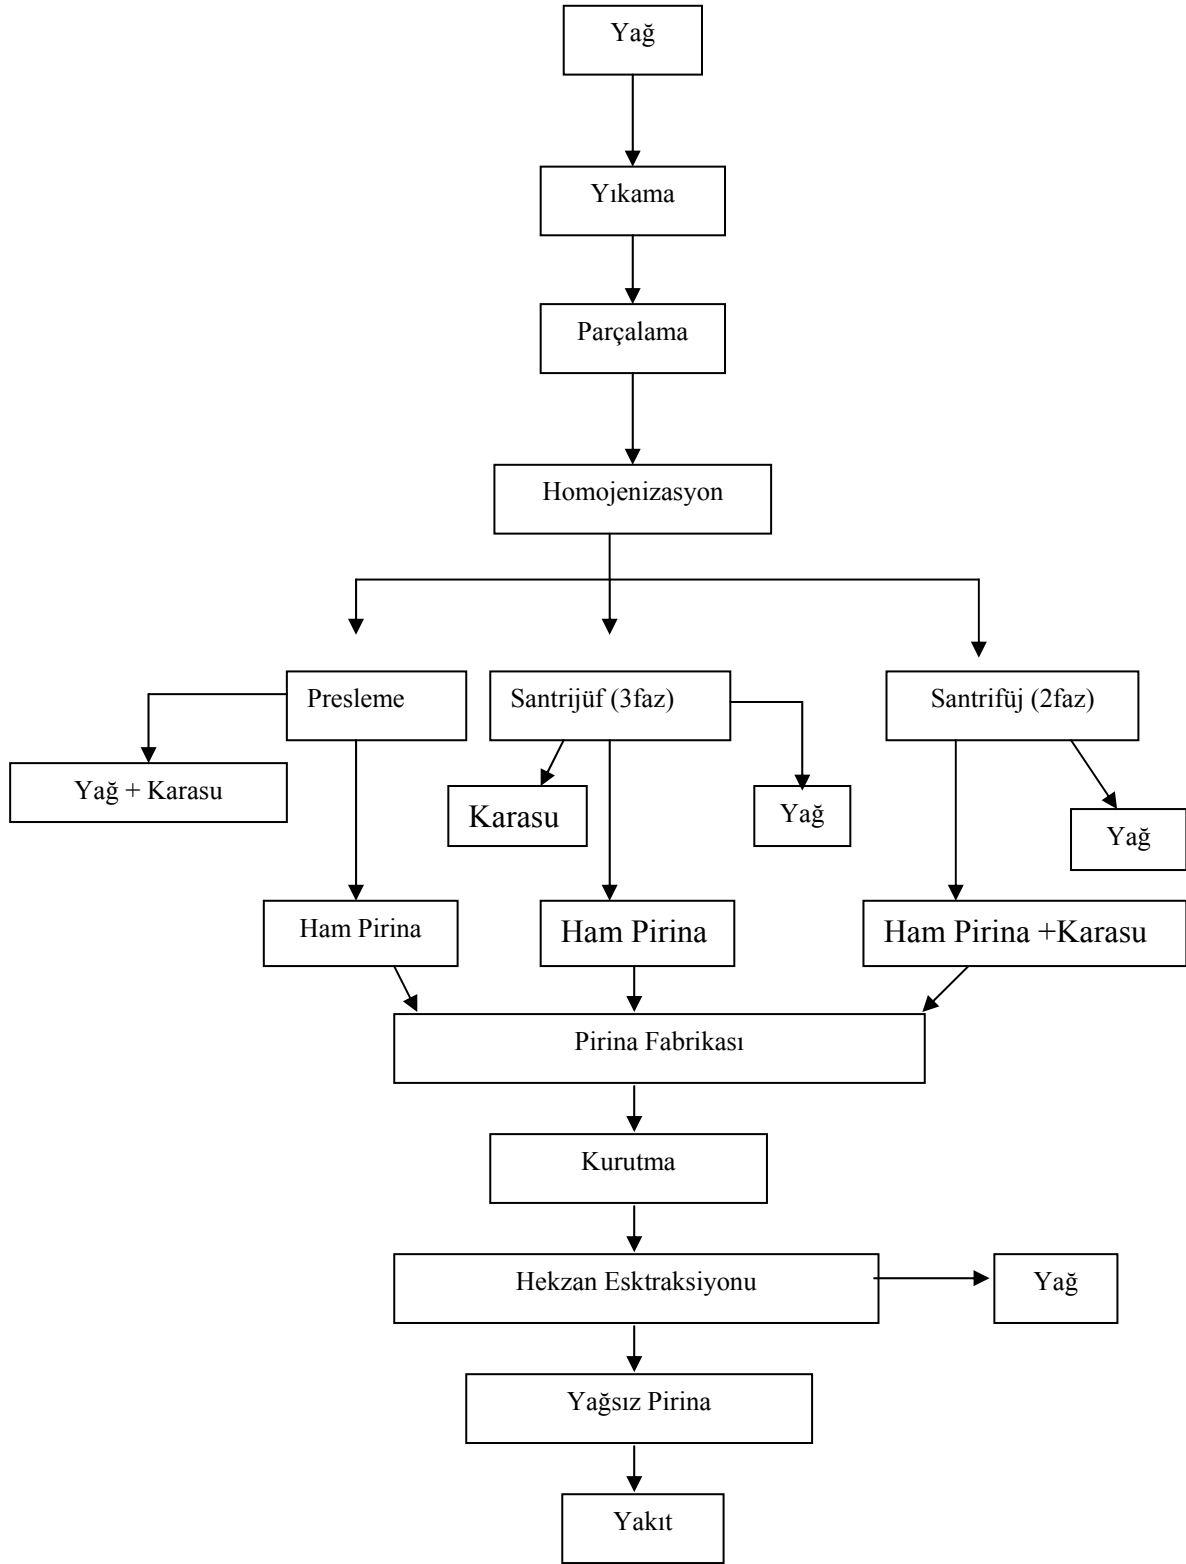 Yağ
Yıkama
Parçalama
Homojenizasyon
Presleme
Santrijüf (3faz)
Santrifüj (2faz)
Yağ + Karasu
Karasu
Yağ
Yağ
Ham Pirina
Ham Pirina
Ham Pirina +Karasu
Pirina Fabrikası
Kurutma
Hekzan Esktraksiyonu
Yağ
Yağsız Pirina
Yakıt